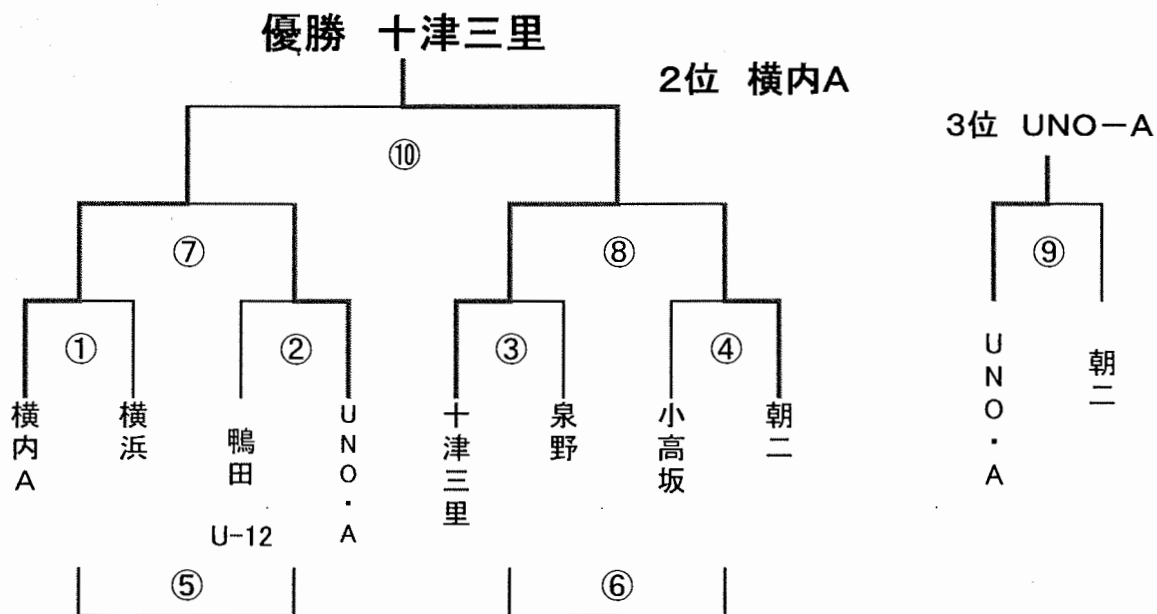 優勝 十津三里
2位 横内A
3位 UNO-A
⑩
⑦
⑧
⑨
①
②
③
④
横内A
横浜
鴨田
U-12
UNO・A
十津三里
泉野
小高坂
朝二
UNO・A
朝二
⑤
⑥